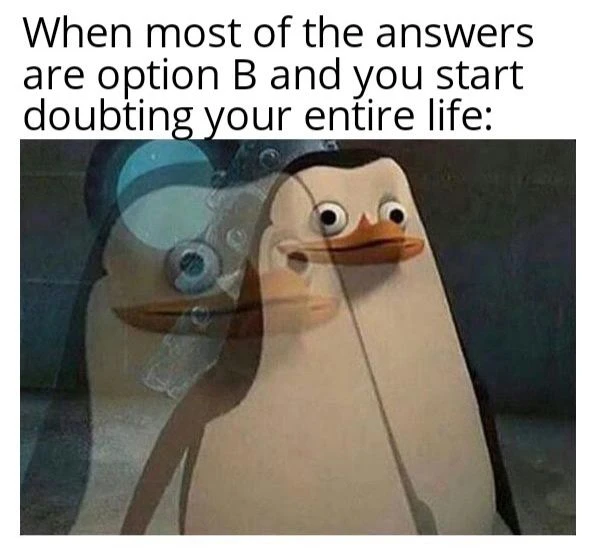 When most of the answers
are option B and you start
doubting your entire life: